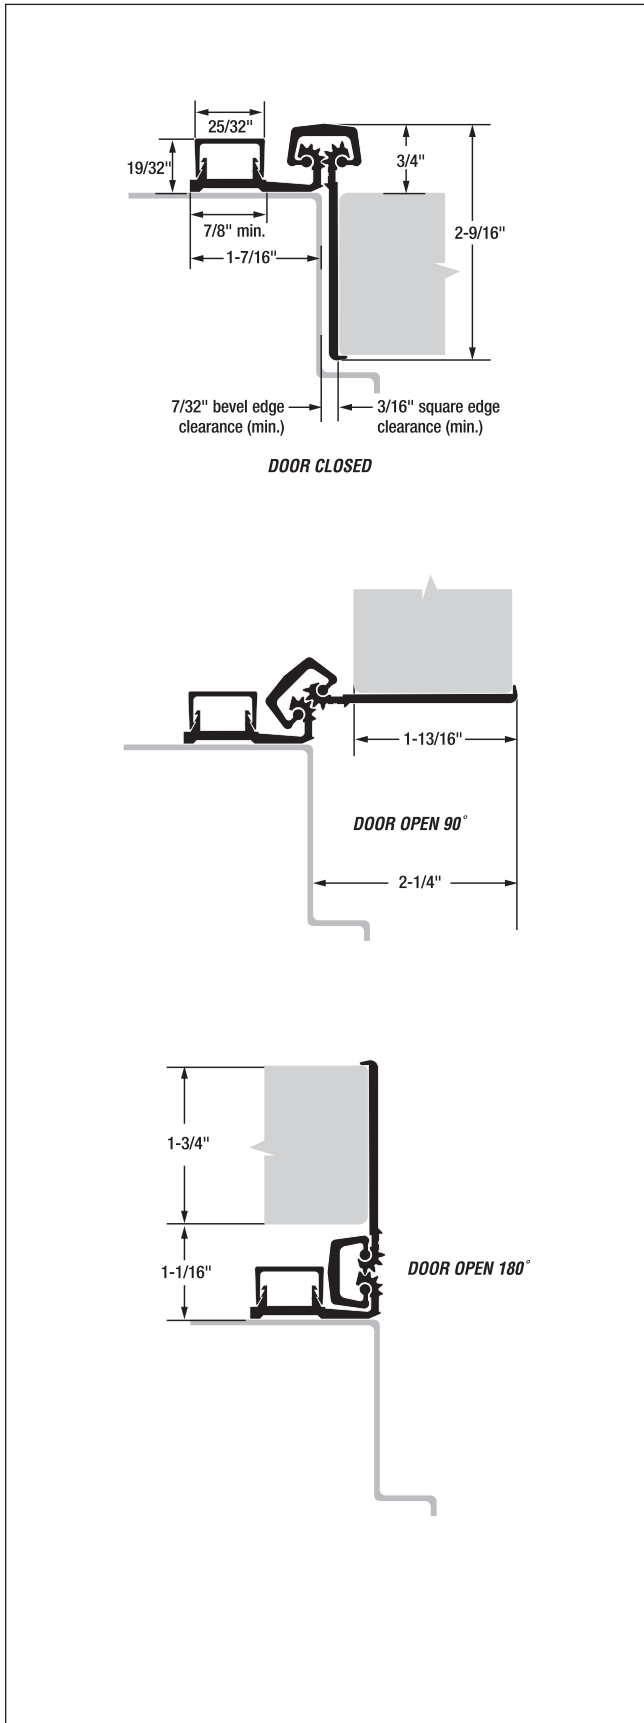 25/32"
19/32"
3/4"
7/8" min.
2-9/16"
1-7/16"
7/32" bevel edge
clearance (min.)
3/16" square edge
clearance (min.)
DOOR CLOSED
1-13/16"
DOOR OPEN 90°
2-1/4"
1-3/4"
1-1/16"
DOOR OPEN 180°